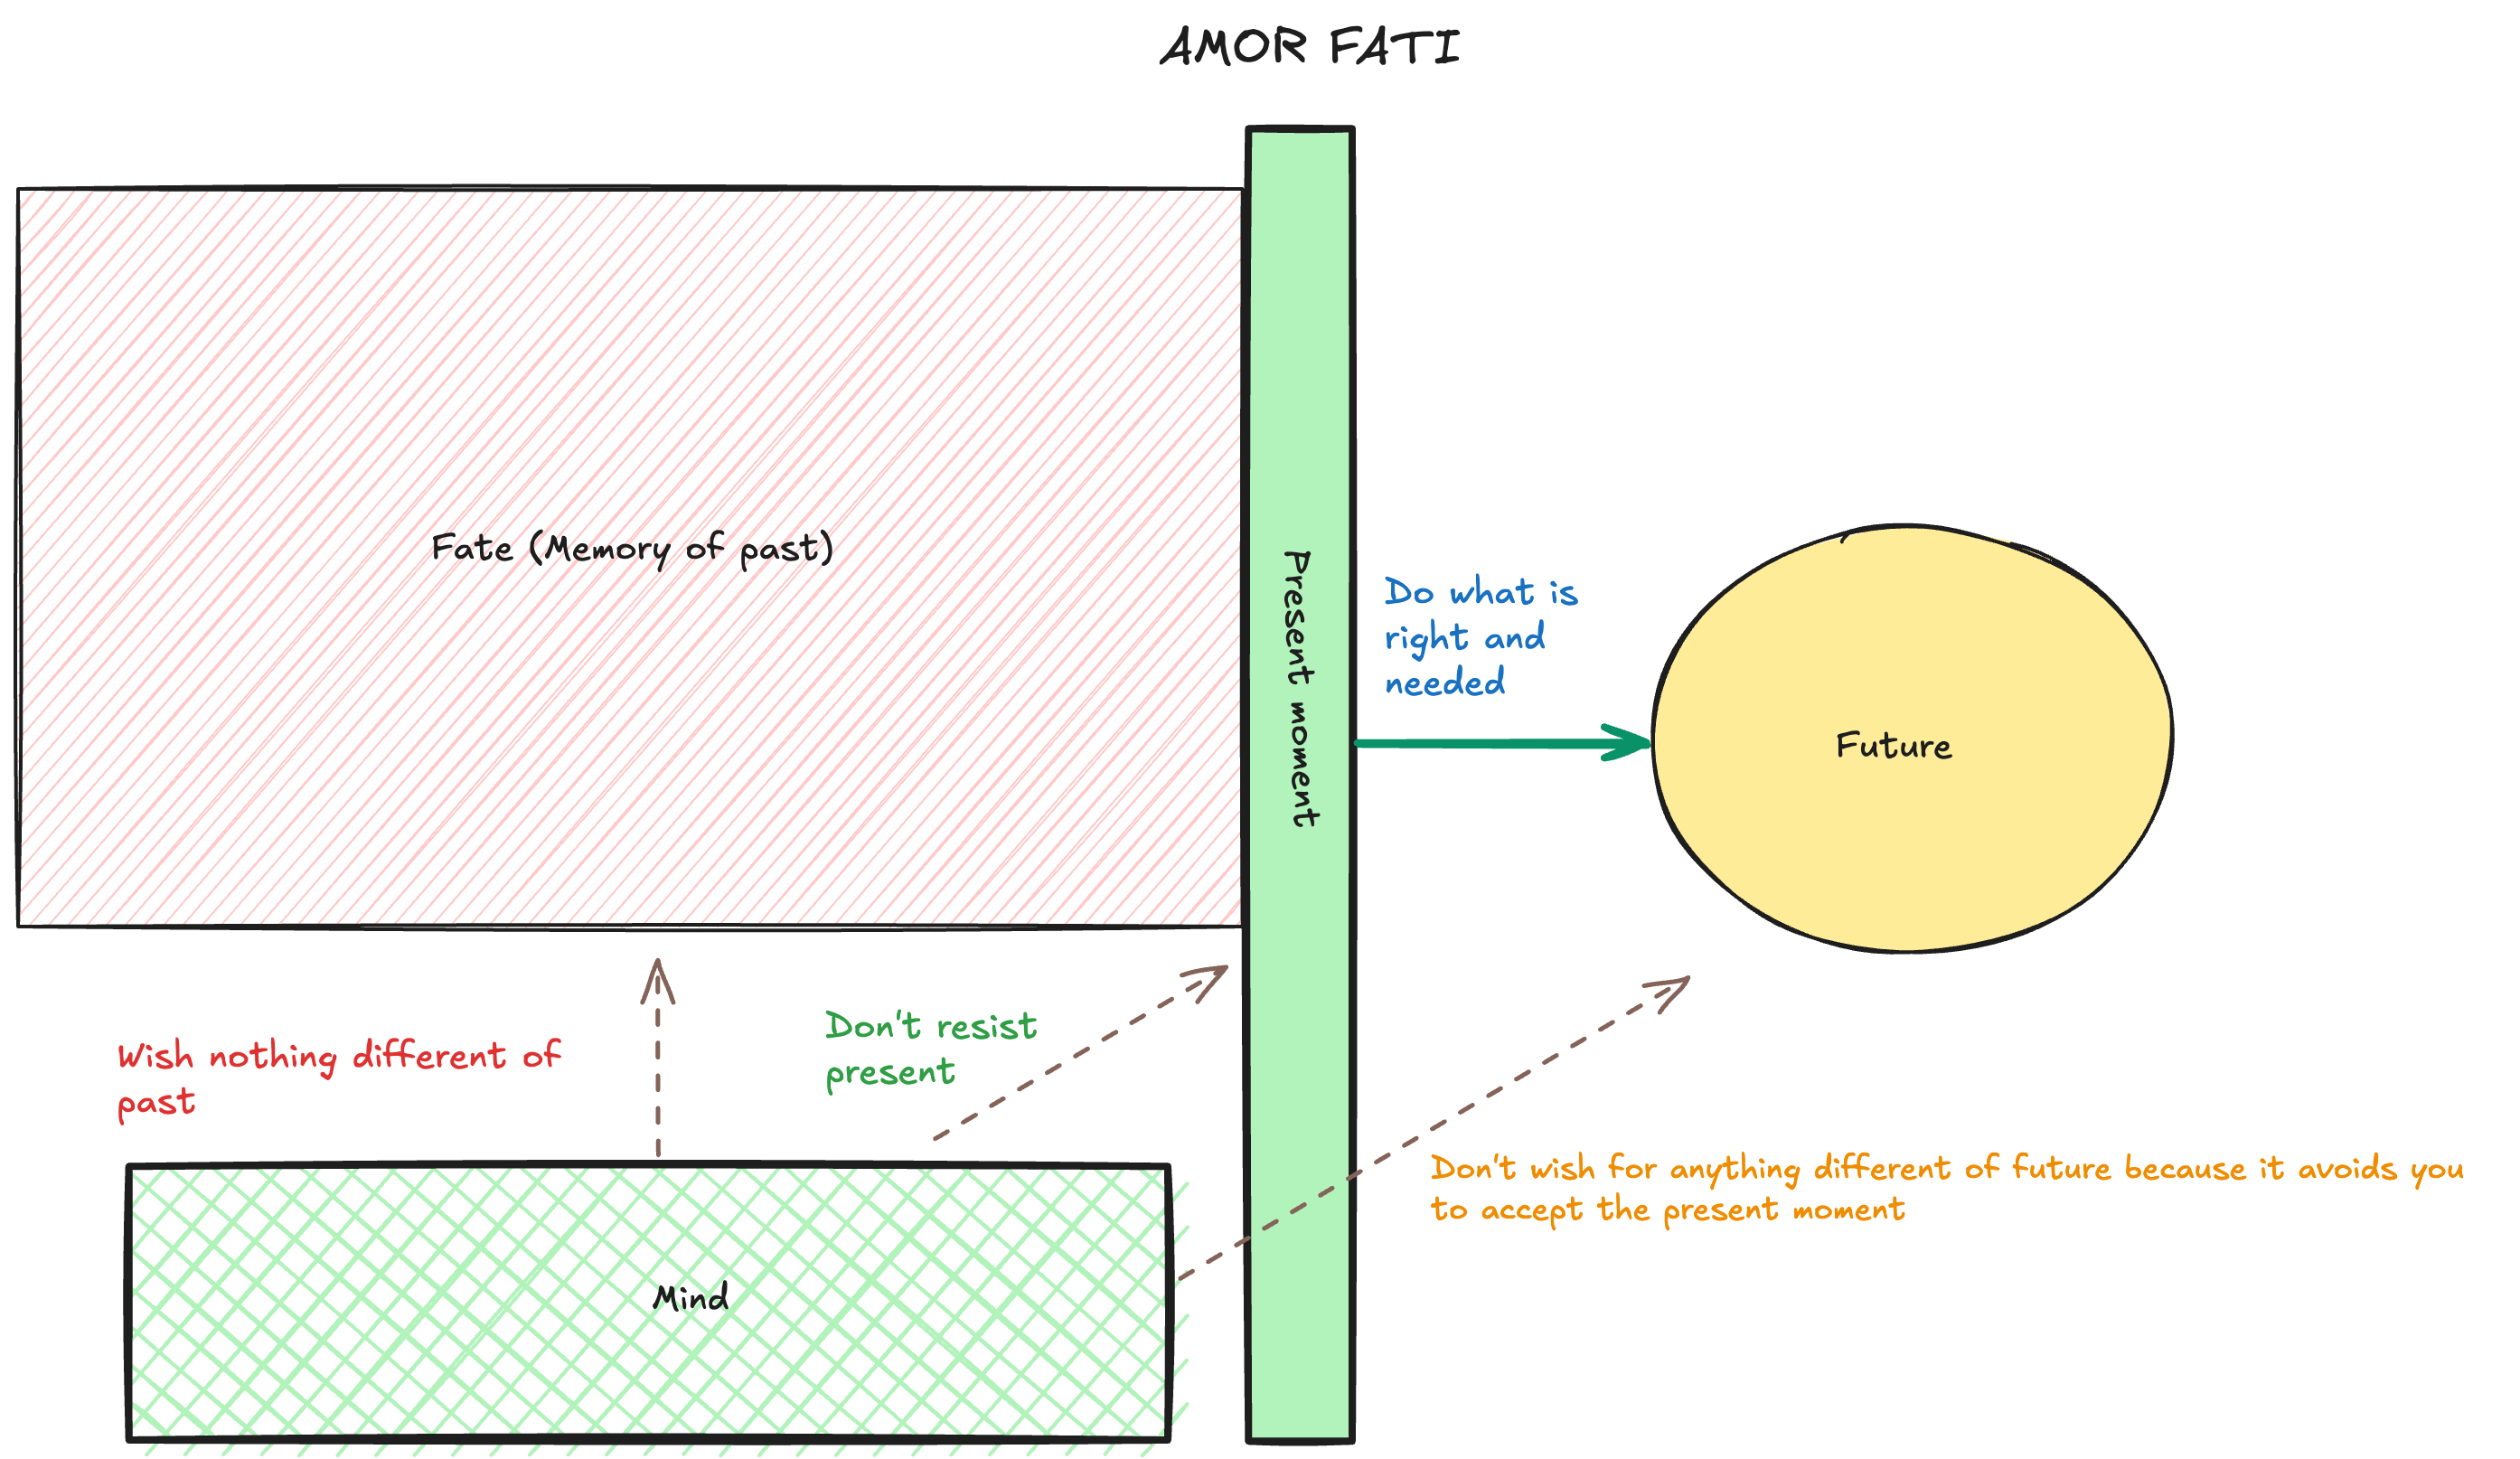 AMOR FATI
Fate (Memory of past)
Present moment
Do what is
right and
needed
Future
Wish nothing different of
past
Don't resist
present
Don't wish for anything different of future because it avoids you
to accept the present moment
Mind